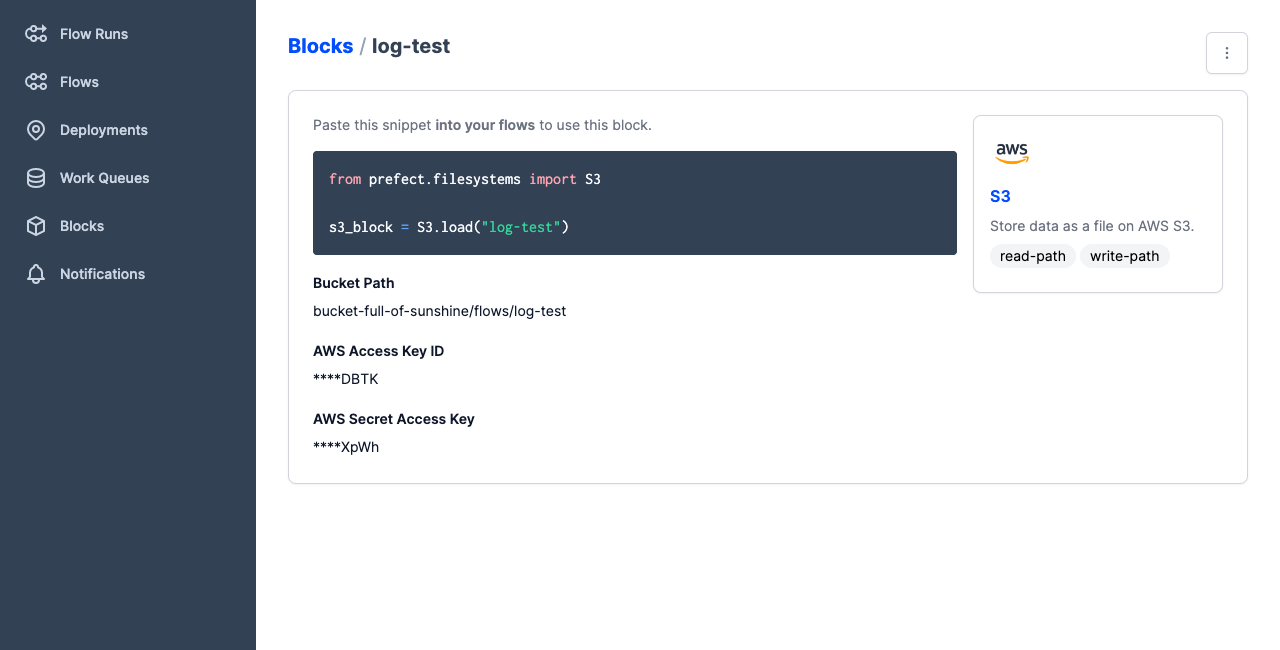 Flow Runs
Flows
Deployments
Work Queues
Blocks
Notifications
Blocks / log-test
Paste this snippet into your flows to use this block.
from prefect.filesystems import S3
s3_block = S3.load("log-test")
Bucket Path
bucket-full-of-sunshine/flows/log-test
AWS Access Key ID
****DBTK
AWS Secret Access Key
****XpWh
aws
S3
Store data as a file on AWS S3.
read-path write-path